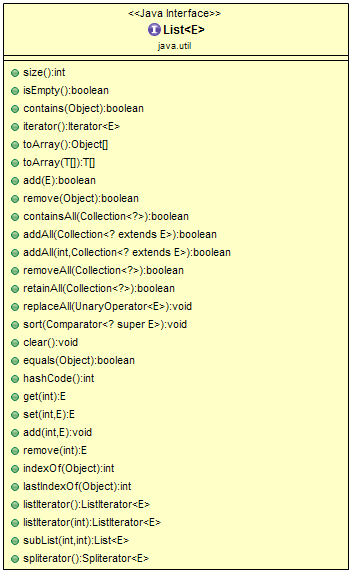 <<Java Interface>>
I List<E>
java.util
size():int
isEmpty():boolean
contains(Object):boolean
iterator():Iterator<E>
toArray():Object[]
toArray(T[]):T[]
add(E):boolean
remove(Object):boolean
containsAll(Collection<?>):boolean
addAll(Collection<? extends E>):boolean
addAll(int,Collection<? extends E>):boolean
removeAll(Collection<?>):boolean
retainAll(Collection<?>):boolean
replaceAll(UnaryOperator<E>):void
sort(Comparator<? super E>):void
clear():void
equals(Object):boolean
hashCode():int
get(int):E
set(int,E):E
add(int,E):void
remove(int):E
indexOf(Object):int
lastIndexOf(Object):int
listIterator():ListIterator<E>
listIterator(int):ListIterator<E>
subList(int,int):List<E>
spliterator():Spliterator<E>